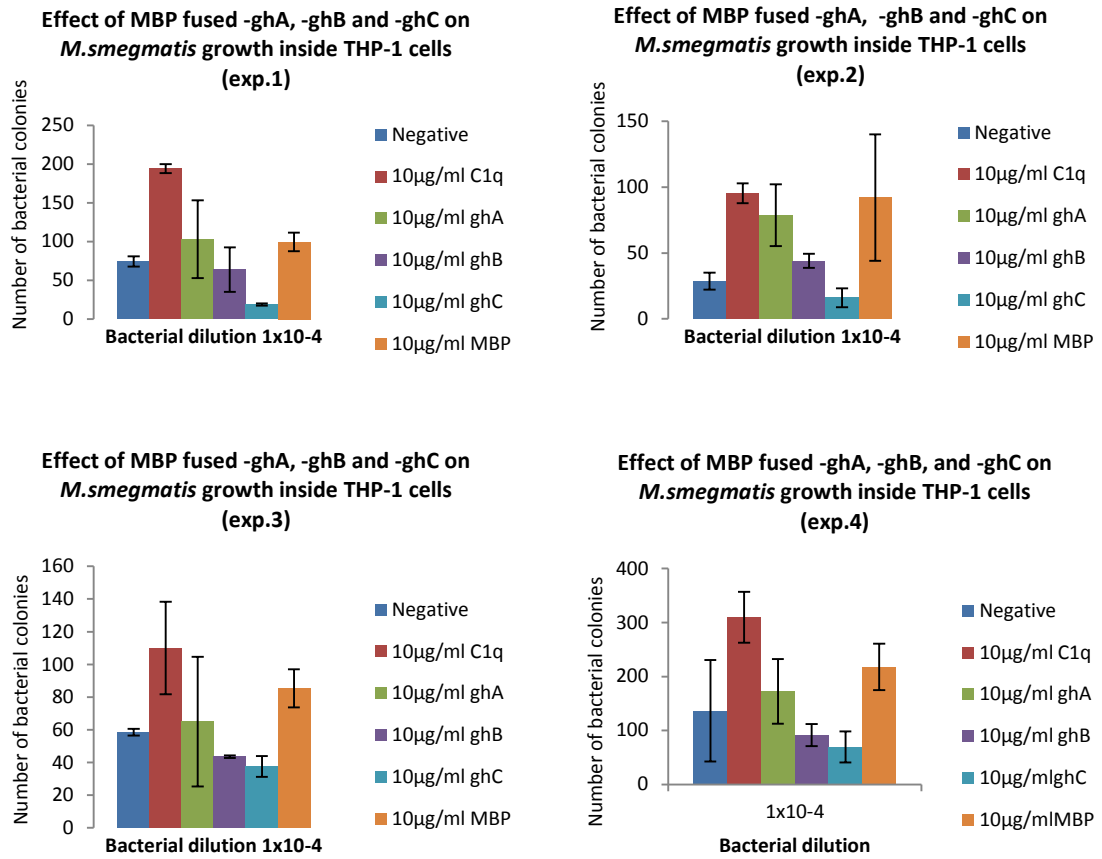 Effect of MBP fused -ghA, -ghB and -ghC on
M.smegmatis growth inside THP-1 cells
(exp.1)
Number of bacterial colonies
250
200
150
100
50
0
Bacterial dilution 1x10-4
Negative
10µg/ml C1q
10µg/ml ghA
10µg/ml ghB
10µg/ml ghC
10µg/ml MBP
Effect of MBP fused -ghA, -ghB and -ghC on
M.smegmatis growth inside THP-1 cells
(exp.2)
Number of bacterial colonies
150
100
50
0
Bacterial dilution 1x10-4
Negative
10µg/ml C1q
10µg/ml ghA
10µg/ml ghB
10µg/ml ghC
10µg/ml MBP
Effect of MBP fused -ghA, -ghB and -ghC on
M.smegmatis growth inside THP-1 cells
(exp.3)
Number of bacterial colonies
160
140
120
100
80
60
40
20
0
Bacterial dilution 1x10-4
Negative
10µg/ml C1q
10µg/ml ghA
10µg/ml ghB
10µg/ml ghC
10µg/ml MBP
Effect of MBP fused -ghA, -ghB, and -ghC on
M.smegmatis growth inside THP-1 cells
(exp.4)
Number of bacterial colonies
400
300
200
100
0
1x10-4
Bacterial dilution
Negative
10µg/ml C1q
10µg/ml ghA
10µg/ml ghB
10µg/mlghC
10µg/mlMBP